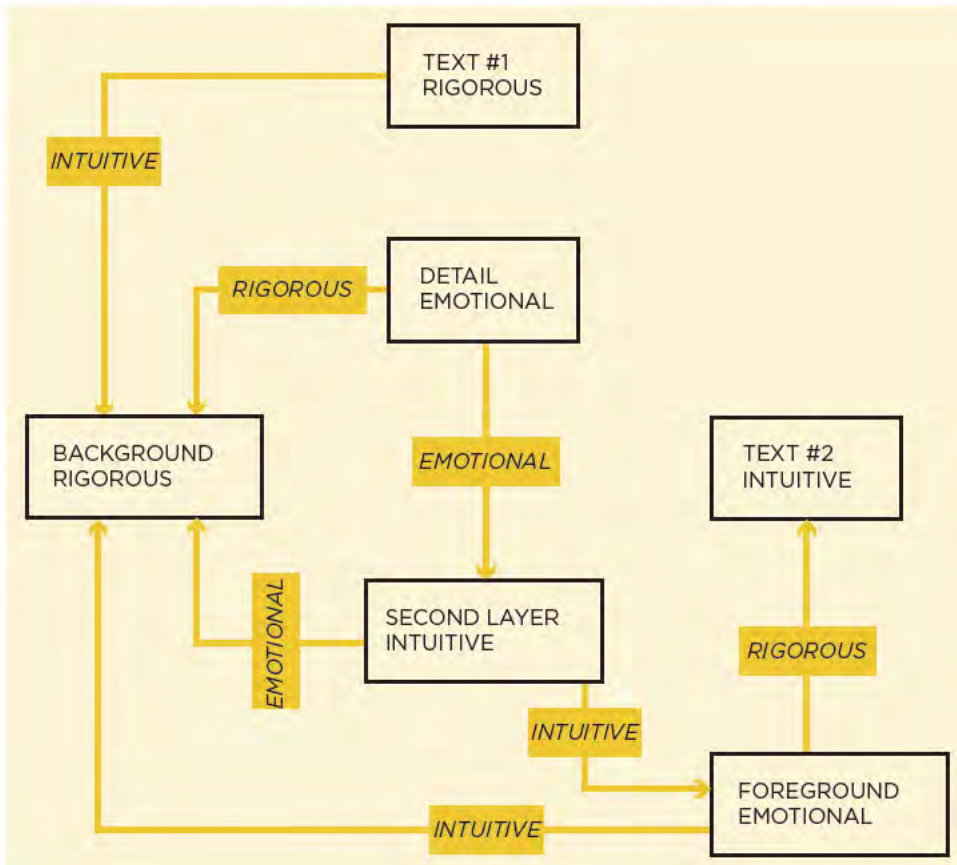 TEXT #1
RIGOROUS
INTUITIVE
RIGOROUS
DETAIL
EMOTIONAL
BACKGROUND
RIGOROUS
EMOTIONAL
TEXT #2
INTUITIVE
EMOTIONAL
SECOND LAYER
INTUITIVE
RIGOROUS
INTUITIVE
FOREGROUND
EMOTIONAL
INTUITIVE